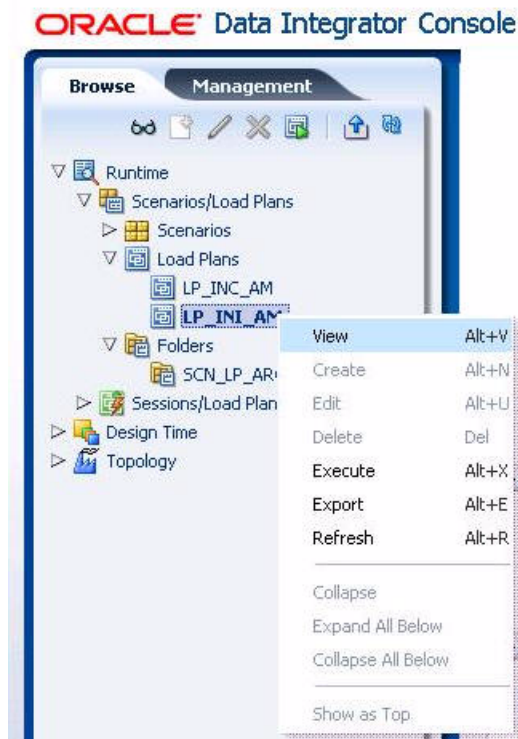 ORACLE Data Integrator Console
Browse Management
Runtime
Scenarios/Load Plans
Scenarios
Load Plans
LP_INC_AM
LP_INI_AM
Folders
SCN_LP_AR
Sessions/Load Plan
Design Time
Topology
View Alt+V
Create Alt+N
Edit Alt+U
Delete Del
Execute Alt+X
Export Alt+E
Refresh Alt+R
Collapse
Expand All Below
Collapse All Below
Show as Top